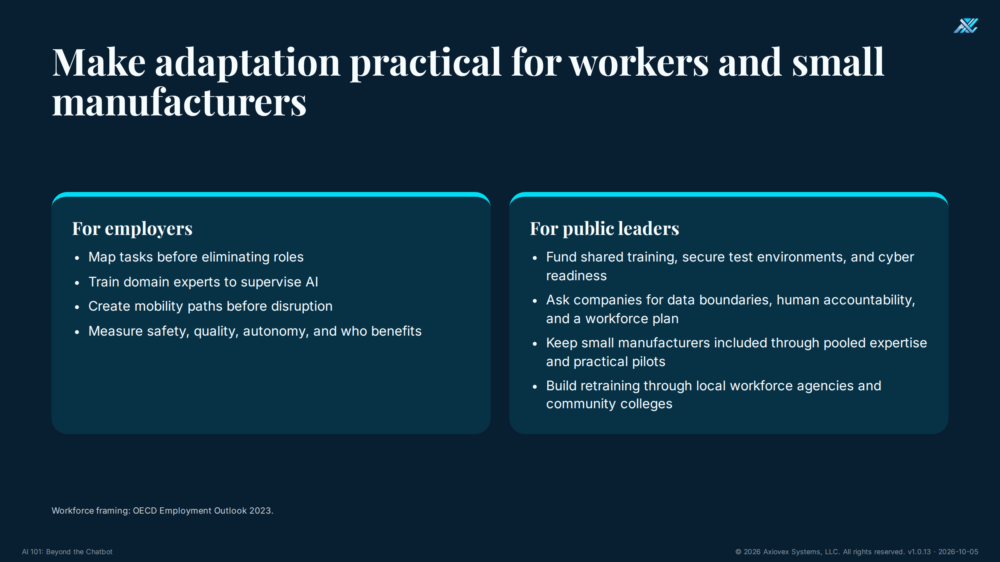 Make adaptation practical for workers and small
manufacturers
For employers
• Map tasks before eliminating roles
• Train domain experts to supervise AI
• Create mobility paths before disruption
• Measure safety, quality, autonomy, and who benefits
For public leaders
• Fund shared training, secure test environments, and cyber
readiness
• Ask companies for data boundaries, human accountability,
and a workforce plan
• Keep small manufacturers included through pooled expertise
and practical pilots
• Build retraining through local workforce agencies and
community colleges
Workforce framing: OECD Employment Outlook 2023.
AI 101: Beyond the Chatbot
© 2026 Axiovex Systems, LLC. All rights reserved. v1.0.13 · 2026-10-05